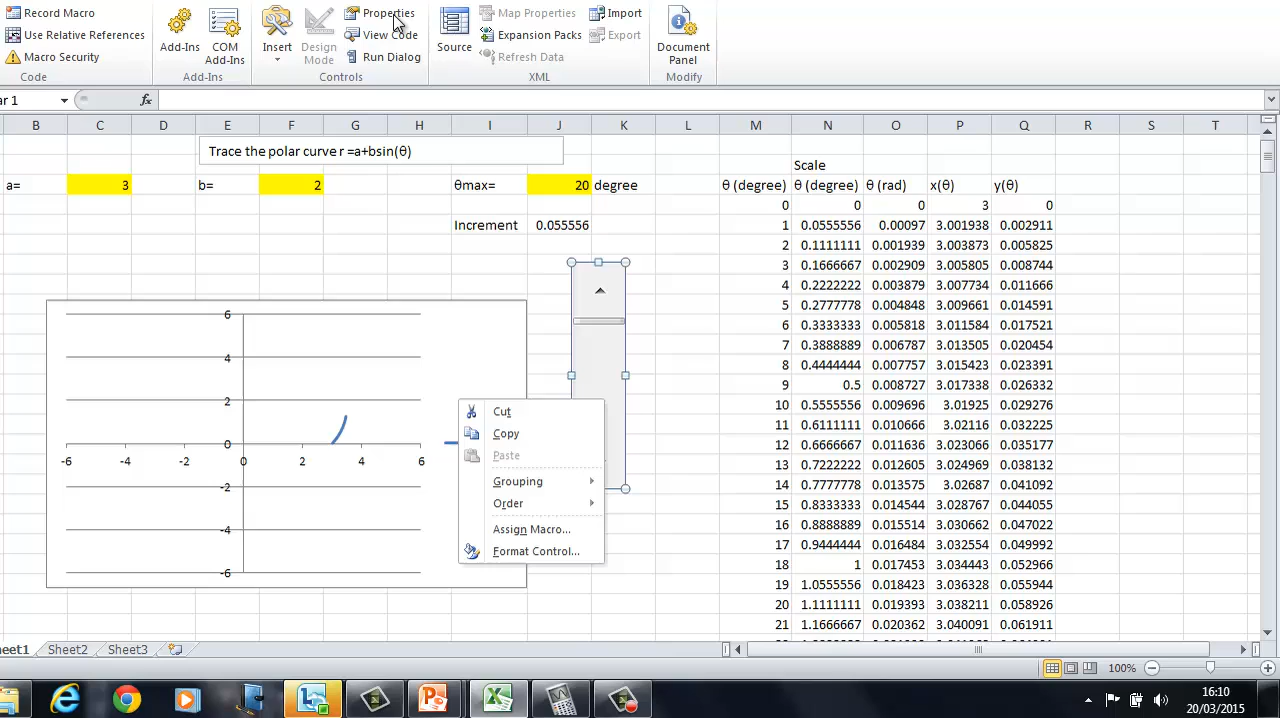 Record Macro
Use Relative References
Macro Security
Code
Add-Ins
COM
Add-Ins
Add-Ins
Insert
Design
Mode
Properties
View Code
Run Dialog
Controls
Source
Map Properties
Expansion Packs
Refresh Data
XML
Import
Export
Document
Panel
Modify
ar 1
fx
B C D E F G H I J K L M N O P Q R S T
Trace the polar curve r =a+bsin(θ)
Scale
a= 3 b= 2 θmax= 20 degree θ (degree) θ (degree) θ (rad) x(θ) y(θ)
0 0 0 3 0
Increment 0.055556 1 0.0555556 0.00097 3.001938 0.002911
2 0.1111111 0.001939 3.003873 0.005825
3 0.1666667 0.002909 3.005805 0.008744
4 0.2222222 0.003879 3.007734 0.011666
5 0.2777778 0.004848 3.009661 0.014591
6 0.3333333 0.005818 3.011584 0.017521
7 0.3888889 0.006787 3.013505 0.020454
8 0.4444444 0.007757 3.015423 0.023391
9 0.5 0.008727 3.017338 0.026332
10 0.5555556 0.009696 3.01925 0.029276
11 0.6111111 0.010666 3.02116 0.032225
12 0.6666667 0.011636 3.023066 0.035177
13 0.7222222 0.012605 3.024969 0.038132
14 0.7777778 0.013575 3.02687 0.041092
15 0.8333333 0.014544 3.028767 0.044055
16 0.8888889 0.015514 3.030662 0.047022
17 0.9444444 0.016484 3.032554 0.049992
18 1 0.017453 3.034443 0.052966
19 1.0555556 0.018423 3.036328 0.055944
20 1.1111111 0.019393 3.038211 0.058926
21 1.1666667 0.020362 3.040091 0.061911
6
4
2
0
-6 -4 -2 0 2 4 6
-2
-4
-6
Cut
Copy
Paste
Grouping
Order
Assign Macro...
Format Control...
heet1 Sheet2 Sheet3
100%
16:10
20/03/2015